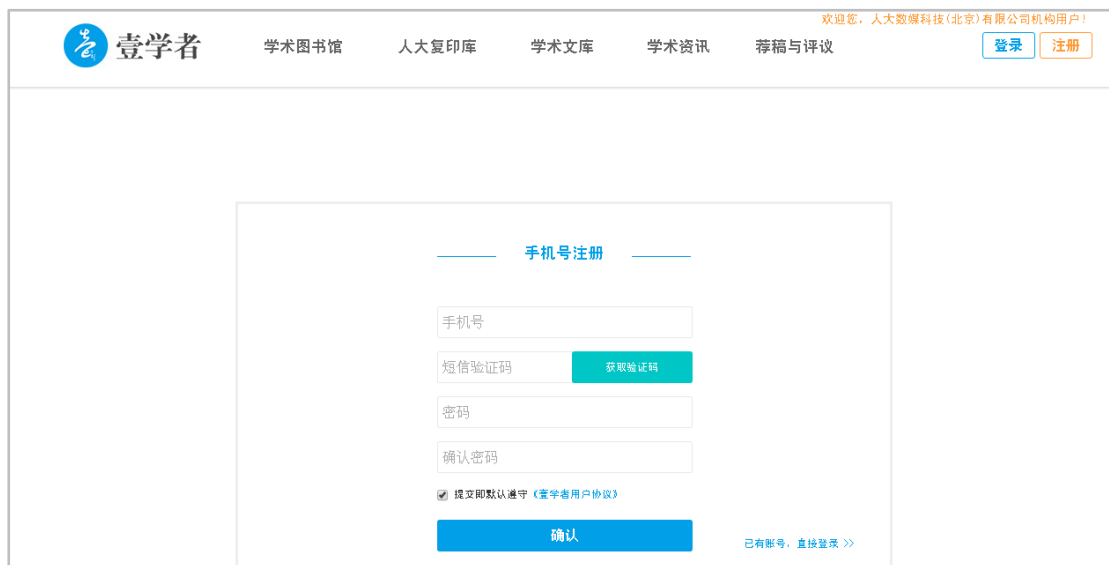 欢迎您，人大数媒科技(北京)有限公司机构用户！
壹学者 学术图书馆 人大复印库 学术文库 学术资讯 荐稿与评议 登录 注册
手机号注册
手机号
短信验证码 获取验证码
密码
确认密码
提交即默认遵守《壹学者用户协议》
确认
已有账号，直接登录 >>